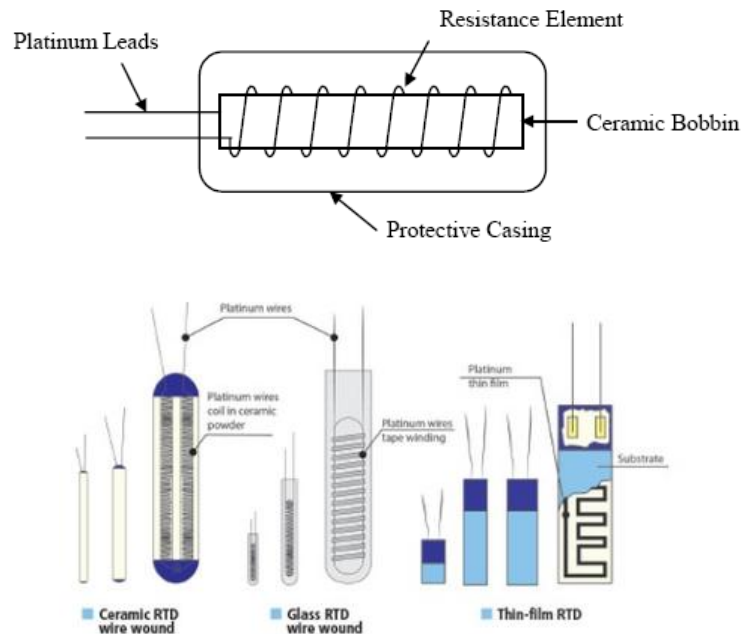 Resistance Element
Platinum Leads
Ceramic Bobbin
Protective Casing
Platinum wires
Platinum wires
coil in ceramic
powder
Platinum wires
tape winding
Platinum
thin film
Substrate
Ceramic RTD
wire wound
Glass RTD
wire wound
Thin-film RTD